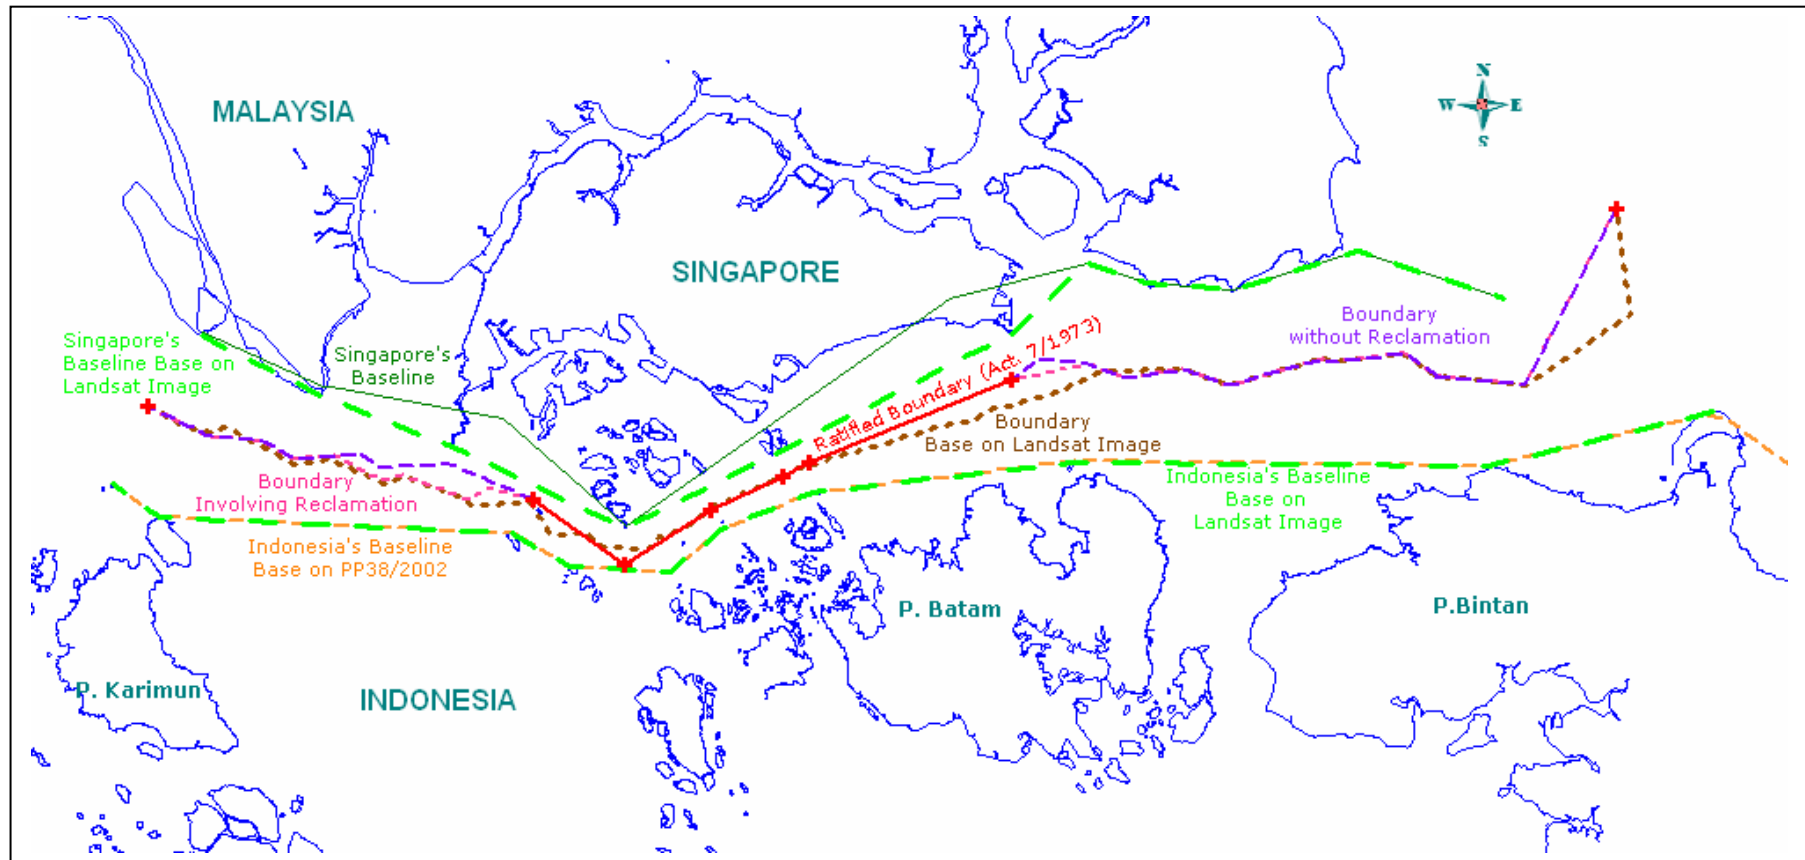 N
W E
S
MALAYSIA
SINGAPORE
Singapore's
Baseline Base on
Landsat Image
Singapore's
Baseline
Ratified Boundary (Act. 7/1973)
Boundary
without Reclamation
Boundary
Base on Landsat Image
Boundary
Involving Reclamation
Indonesia's Baseline
Base on
Landsat Image
Indonesia's Baseline
Base on PP38/2002
P. Batam
P.Bintan
P. Karimun
INDONESIA